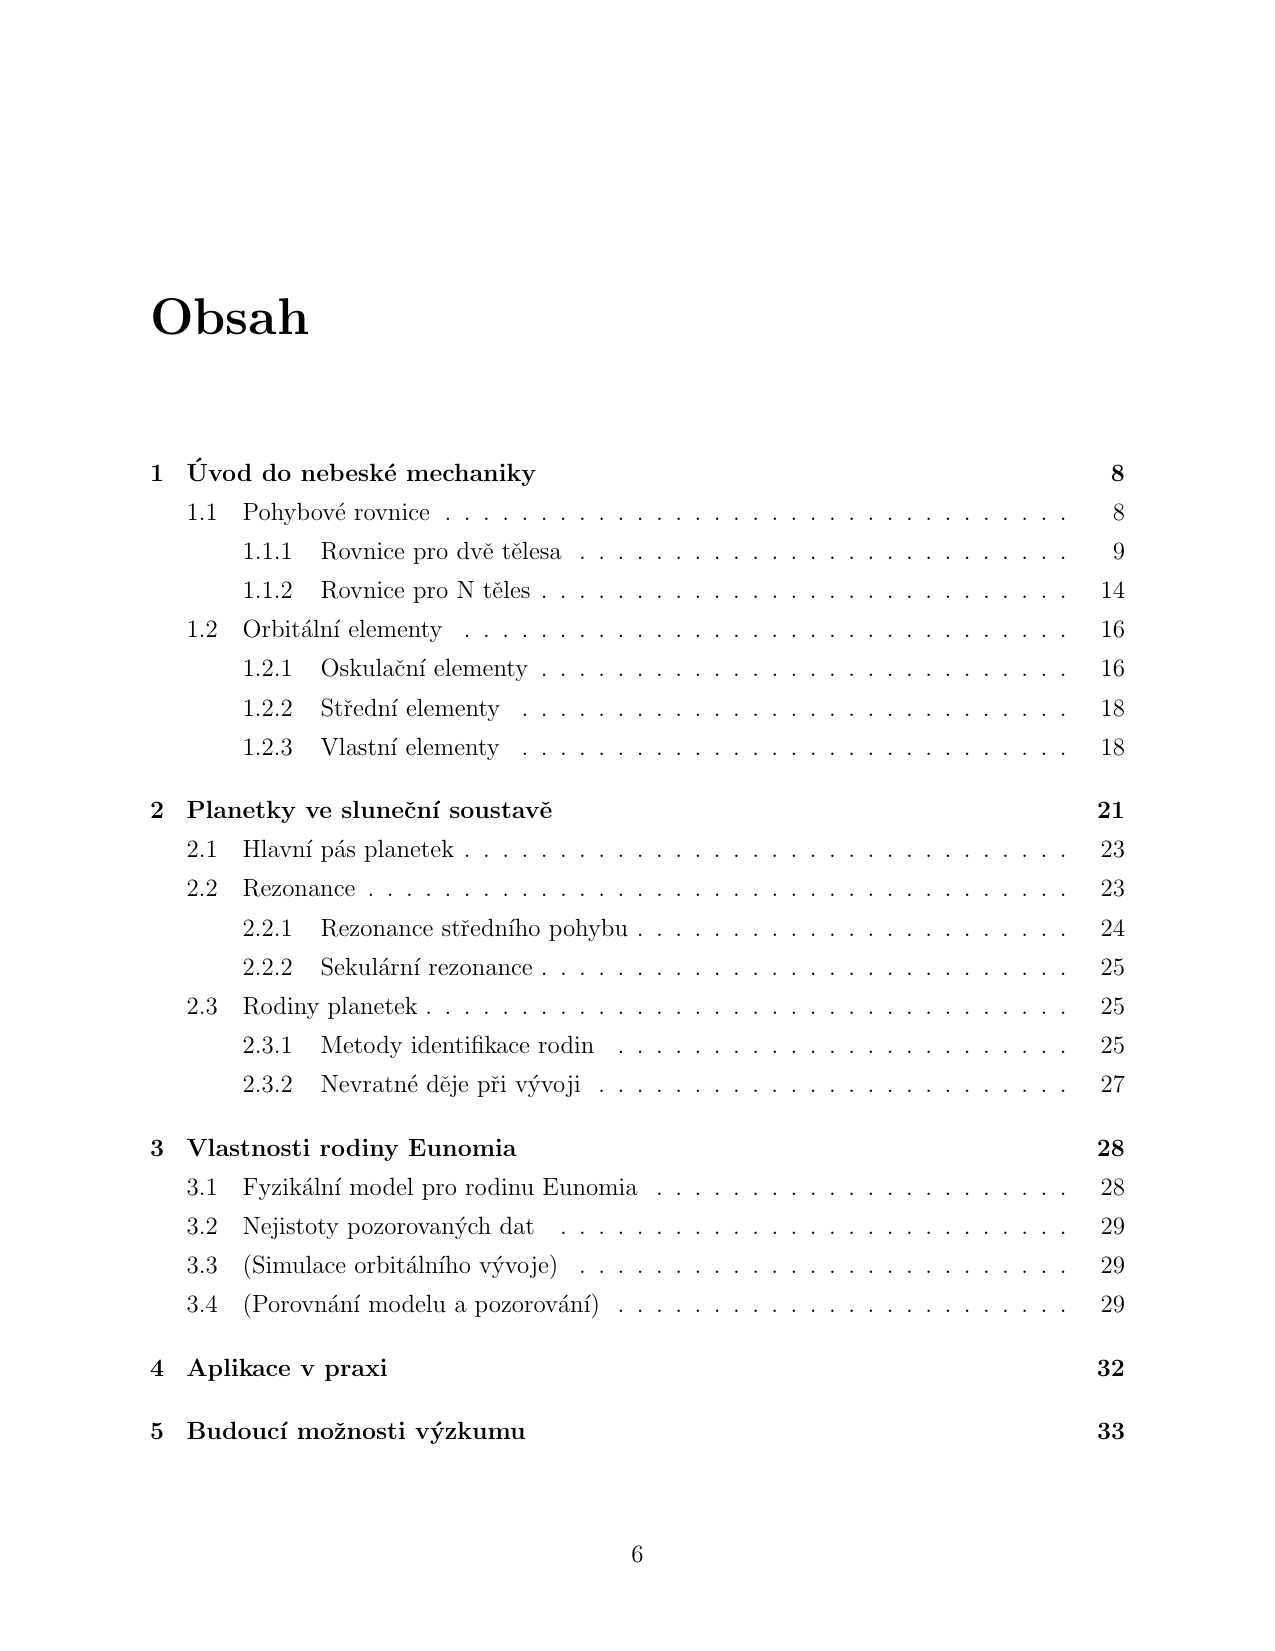 Obsah
1 Úvod do nebeské mechaniky 8
1.1 Pohybové rovnice . . . . . . . . . . . . . . . . . . . . . . . . . . . . . . . . . 8
1.1.1 Rovnice pro dvě tělesa . . . . . . . . . . . . . . . . . . . . . . . . . . 9
1.1.2 Rovnice pro N těles . . . . . . . . . . . . . . . . . . . . . . . . . . . . 14
1.2 Orbitální elementy . . . . . . . . . . . . . . . . . . . . . . . . . . . . . . . . 16
1.2.1 Oskulační elementy . . . . . . . . . . . . . . . . . . . . . . . . . . . . 16
1.2.2 Střední elementy . . . . . . . . . . . . . . . . . . . . . . . . . . . . . 18
1.2.3 Vlastní elementy . . . . . . . . . . . . . . . . . . . . . . . . . . . . . 18
2 Planetky ve sluneční soustavě 21
2.1 Hlavní pás planetek . . . . . . . . . . . . . . . . . . . . . . . . . . . . . . . . 23
2.2 Rezonance . . . . . . . . . . . . . . . . . . . . . . . . . . . . . . . . . . . . . 23
2.2.1 Rezonance středního pohybu . . . . . . . . . . . . . . . . . . . . . . . 24
2.2.2 Sekulární rezonance . . . . . . . . . . . . . . . . . . . . . . . . . . . . 25
2.3 Rodiny planetek . . . . . . . . . . . . . . . . . . . . . . . . . . . . . . . . . . 25
2.3.1 Metody identifikace rodin . . . . . . . . . . . . . . . . . . . . . . . . 25
2.3.2 Nevratné děje při vývoji . . . . . . . . . . . . . . . . . . . . . . . . . 27
3 Vlastnosti rodiny Eunomia 28
3.1 Fyzikální model pro rodinu Eunomia . . . . . . . . . . . . . . . . . . . . . . 28
3.2 Nejistoty pozorovaných dat . . . . . . . . . . . . . . . . . . . . . . . . . . . 29
3.3 (Simulace orbitálního vývoje) . . . . . . . . . . . . . . . . . . . . . . . . . . 29
3.4 (Porovnání modelu a pozorování) . . . . . . . . . . . . . . . . . . . . . . . . 29
4 Aplikace v praxi 32
5 Budoucí možnosti výzkumu 33
6